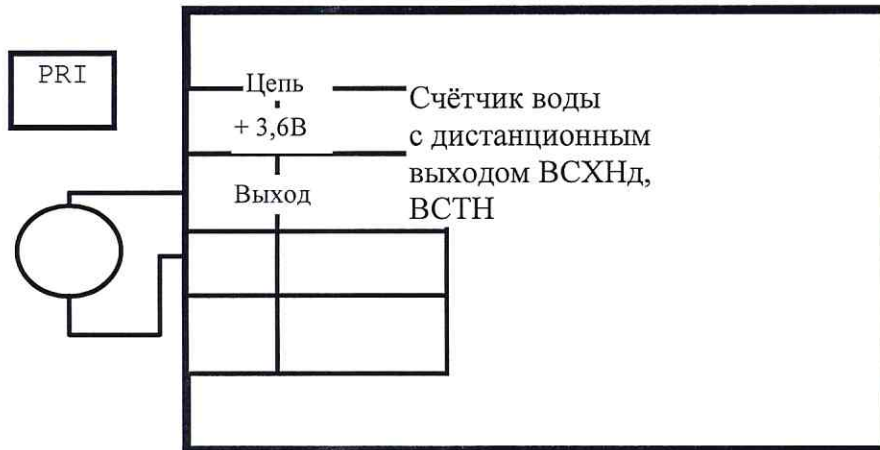 PRI
Цепь
+ 3,6В
Выход
Счётчик воды
с дистанционным
выходом ВСХНд,
ВСТН